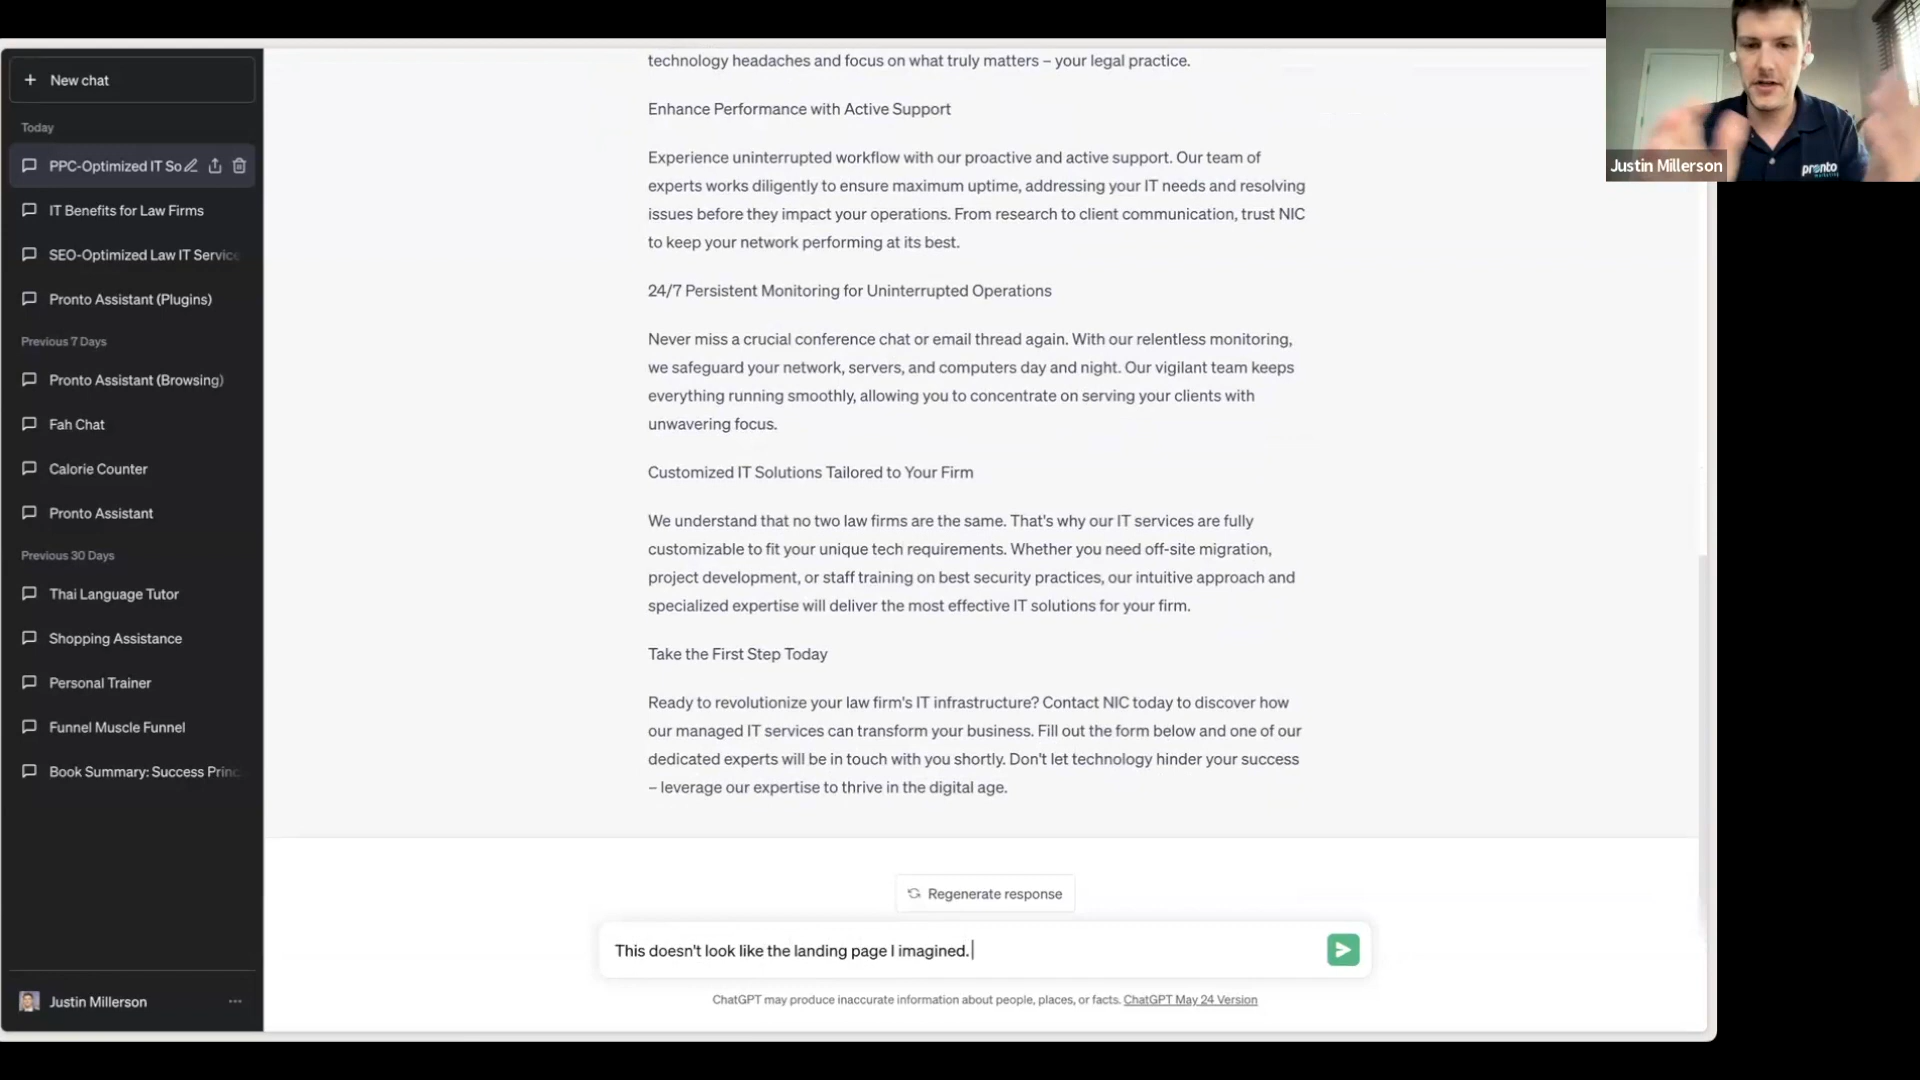 New chat
Today
PPC-Optimized IT So
IT Benefits for Law Firms
SEO-Optimized Law IT Service
Pronto Assistant (Plugins)
Previous 7 Days
Pronto Assistant (Browsing)
Fah Chat
Calorie Counter
Pronto Assistant
Previous 30 Days
Thai Language Tutor
Shopping Assistance
Personal Trainer
Funnel Muscle Funnel
Book Summary: Success Princ
Justin Millerson
technology headaches and focus on what truly matters – your legal practice.
Enhance Performance with Active Support
Experience uninterrupted workflow with our proactive and active support. Our team of
experts works diligently to ensure maximum uptime, addressing your IT needs and resolving
issues before they impact your operations. From research to client communication, trust NIC
to keep your network performing at its best.
24/7 Persistent Monitoring for Uninterrupted Operations
Never miss a crucial conference chat or email thread again. With our relentless monitoring,
we safeguard your network, servers, and computers day and night. Our vigilant team keeps
everything running smoothly, allowing you to concentrate on serving your clients with
unwavering focus.
Customized IT Solutions Tailored to Your Firm
We understand that no two law firms are the same. That's why our IT services are fully
customizable to fit your unique tech requirements. Whether you need off-site migration,
project development, or staff training on best security practices, our intuitive approach and
specialized expertise will deliver the most effective IT solutions for your firm.
Take the First Step Today
Ready to revolutionize your law firm's IT infrastructure? Contact NIC today to discover how
our managed IT services can transform your business. Fill out the form below and one of our
dedicated experts will be in touch with you shortly. Don't let technology hinder your success
– leverage our expertise to thrive in the digital age.
Regenerate response
This doesn't look like the landing page I imagined.
ChatGPT may produce inaccurate information about people, places, or facts. ChatGPT May 24 Version
Justin Millerson
pronto
marketing